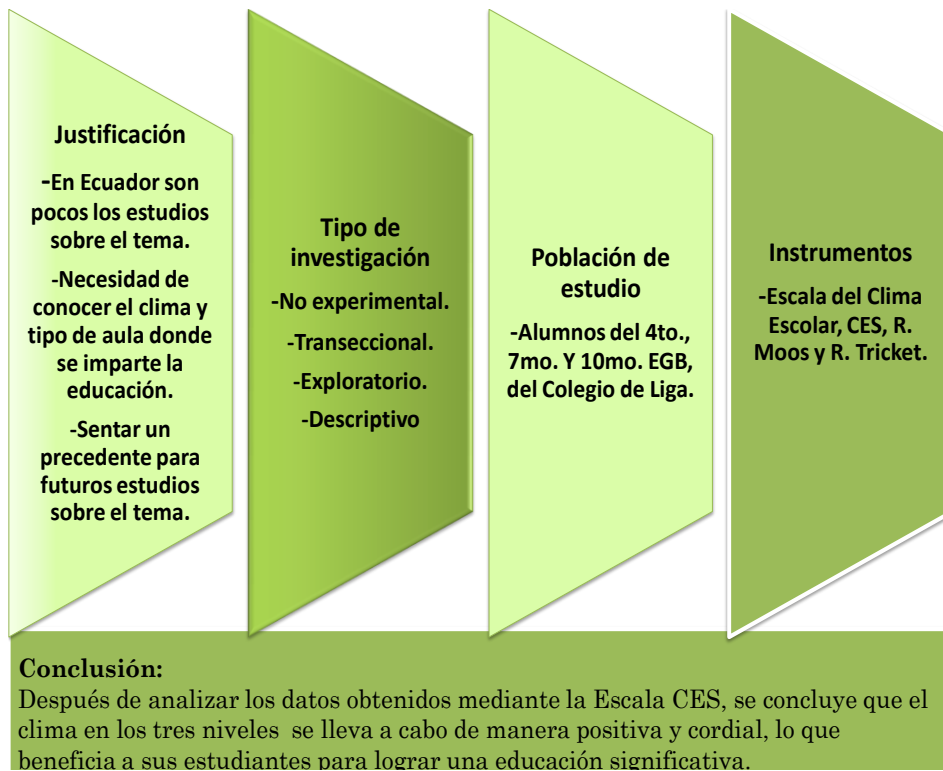 Justificación
-En Ecuador son
pocos los estudios
sobre el tema.
-Necesidad de
conocer el clima y
tipo de aula donde
se imparte la
educación.
-Sentar un
precedente para
futuros estudios
sobre el tema.
Tipo de
investigación
-No experimental.
-Transeccional.
-Exploratorio.
-Descriptivo
Población de
estudio
-Alumnos del 4to.,
7mo. Y 10mo. EGB,
del Colegio de Liga.
Instrumentos
-Escala del Clima
Escolar, CES, R.
Moos y R. Tricket.
Conclusión:
Después de analizar los datos obtenidos mediante la Escala CES, se concluye que el
clima en los tres niveles se lleva a cabo de manera positiva y cordial, lo que
beneficia a sus estudiantes para lograr una educación significativa.